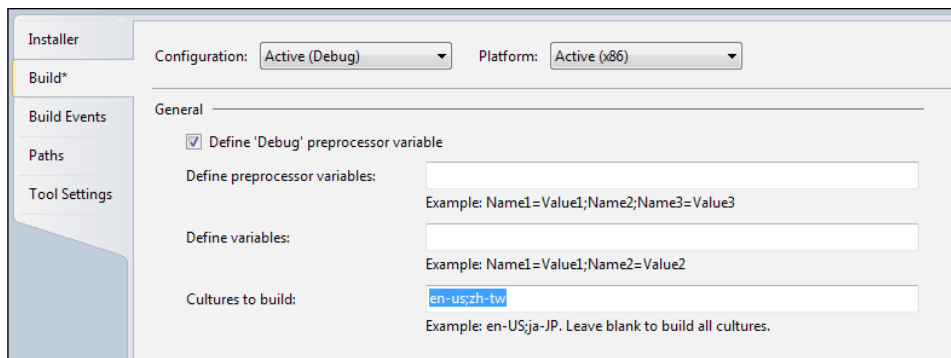 Installer
Configuration: Active (Debug) Platform: Active (x86)
Build*
General
Build Events
Define 'Debug' preprocessor variable
Paths
Define preprocessor variables:
Tool Settings
Example: Name1=Value1;Name2;Name3=Value3
Define variables:
Example: Name1=Value1;Name2=Value2
Cultures to build: en-us;zh-tw
Example: en-US;ja-JP. Leave blank to build all cultures.